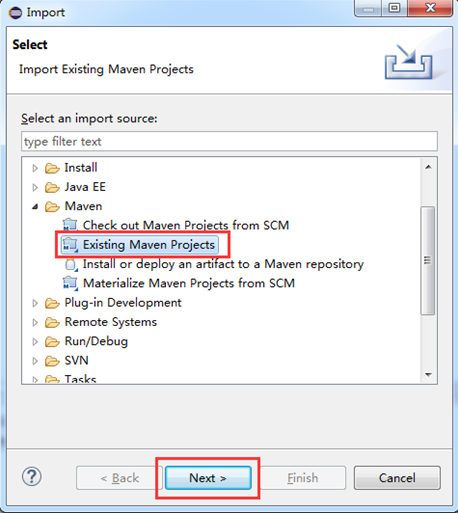 Import
Select
Import Existing Maven Projects
Select an import source:
type filter text
Install
Java EE
Maven
Check out Maven Projects from SCM
Existing Maven Projects
Install or deploy an artifact to a Maven repository
Materialize Maven Projects from SCM
Plug-in Development
Remote Systems
Run/Debug
SVN
Tasks
?
< Back
Next >
Finish
Cancel